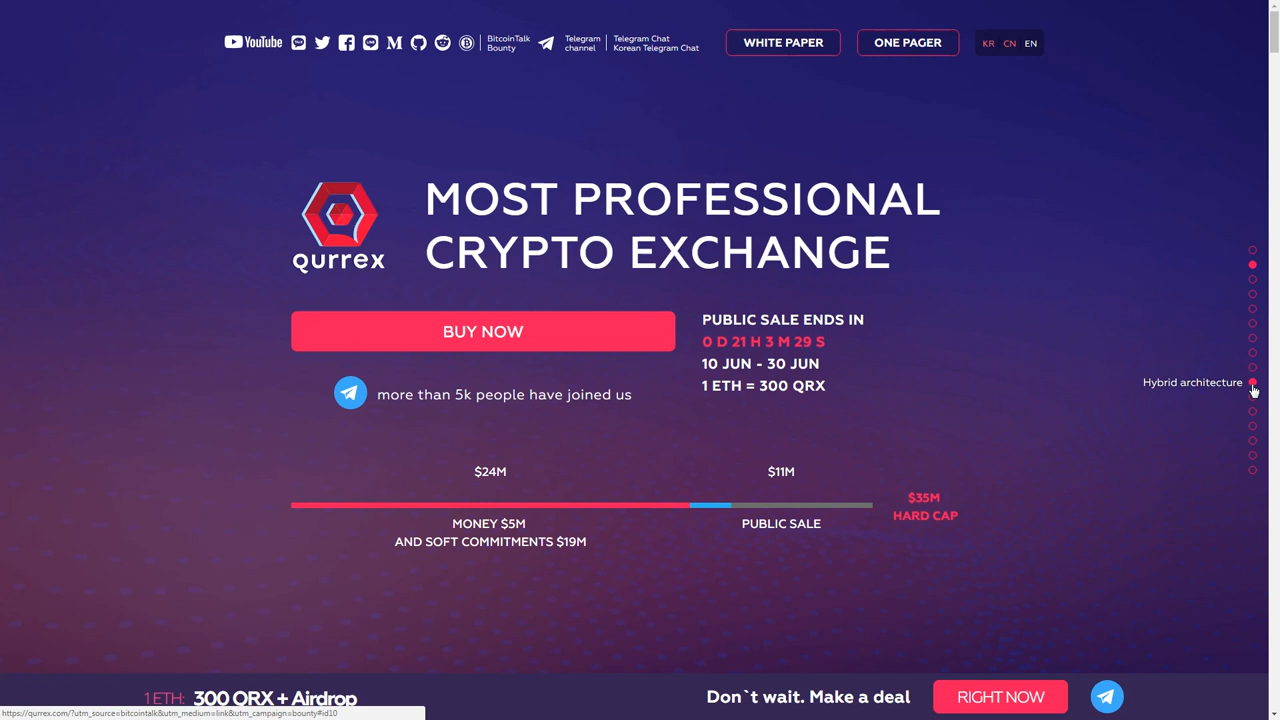 YouTube
BitcoinTalk
Bounty
Telegram
channel
Telegram Chat
Korean Telegram Chat
WHITE PAPER
ONE PAGER
KR CN EN
qurrex
MOST PROFESSIONAL
CRYPTO EXCHANGE
BUY NOW
PUBLIC SALE ENDS IN
0 D 21 H 3 M 29 S
10 JUN - 30 JUN
1 ETH = 300 QRX
more than 5k people have joined us
Hybrid architecture
$24M
$11M
$35M
HARD CAP
MONEY $5M
AND SOFT COMMITMENTS $19M
PUBLIC SALE
1 ETH: 300 QRX + Airdrop
Don`t wait. Make a deal
RIGHT NOW
https://qurrex.com/?utm_source=bitcointalk&utm_medium=link&utm_campaign=bounty#id10